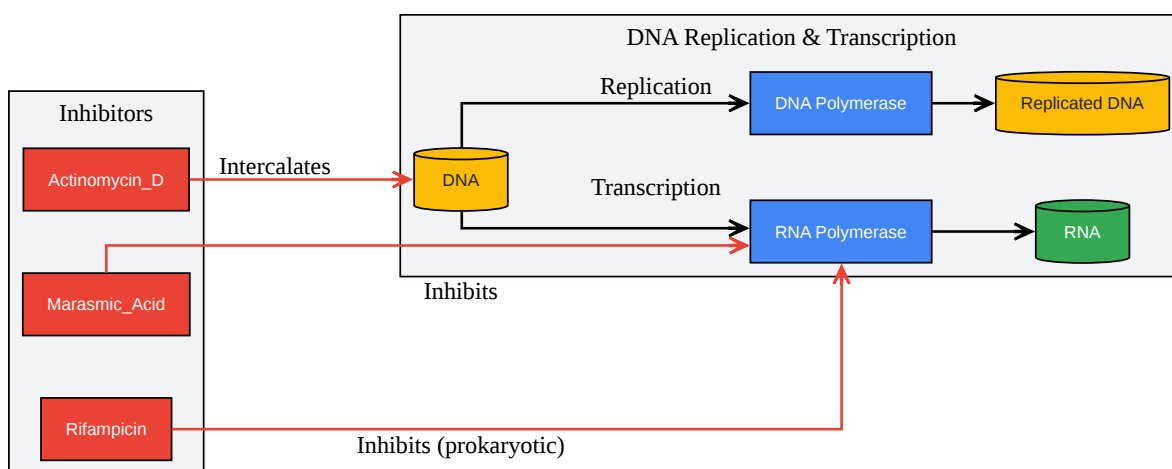 DNA Replication & Transcription
Replication
DNA Polymerase
Replicated DNA
Inhibitors
Actinomycin_D
Intercalates
DNA
Transcription
RNA Polymerase
RNA
Marasmic_Acid
Inhibits
Rifampicin
Inhibits (prokaryotic)